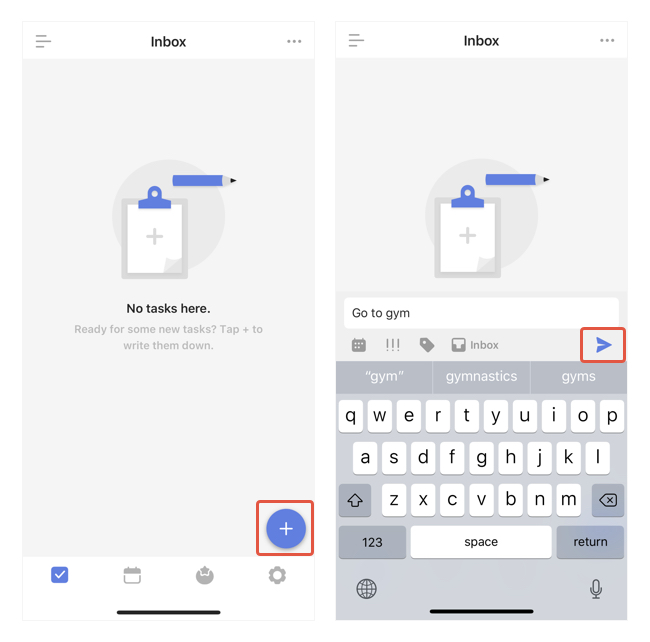 Inbox
No tasks here.
Ready for some new tasks? Tap + to
write them down.
Inbox
Go to gym
!!! Inbox
“gym” gymnastics gyms
q w e r t y u i o p
a s d f g h j k l
z x c v b n m
123 space return